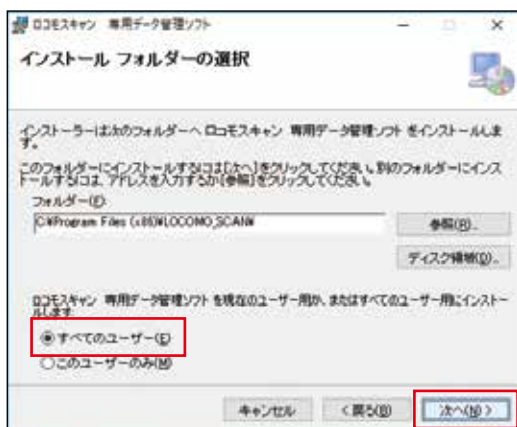 ロコモスキャン 専用データ管理ソフト
インストール フォルダーの選択
インストーラーは次のフォルダーへ ロコモスキャン 専用データ管理ソフト をインストールしま
す。
このフォルダーにインストールするには[次へ]をクリックしてください。別のフォルダーにインス
トールするには、アドレスを入力するか[参照]をクリックしてください。
フォルダー(F):
C:¥Program Files (x86)¥LOCOMO_SCAN¥
参照(R)...
ディスク領域(D)...
ロコモスキャン 専用データ管理ソフト を現在のユーザー用か、またはすべてのユーザー用にインストー
ルします:
すべてのユーザー(E)
このユーザーのみ(M)
キャンセル
< 戻る(B)
次へ(N) >